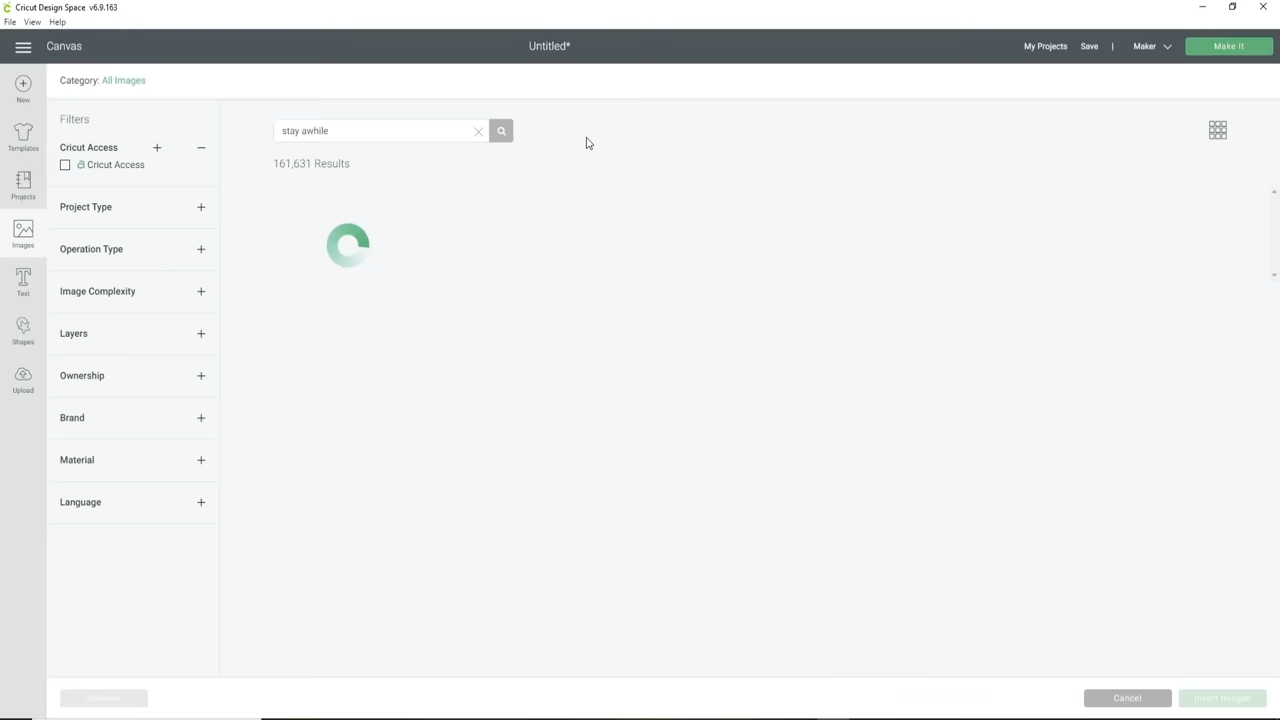 Cricut Design Space v6.9.163
File View Help
Canvas
Untitled*
My Projects Save | Maker
Make It
New
Templates
Projects
Images
Text
Shapes
Upload
Category: All Images
Filters
Cricut Access
Cricut Access
Project Type
Operation Type
Image Complexity
Layers
Ownership
Brand
Material
Language
stay awhile
161,631 Results
Cancel
Insert Images